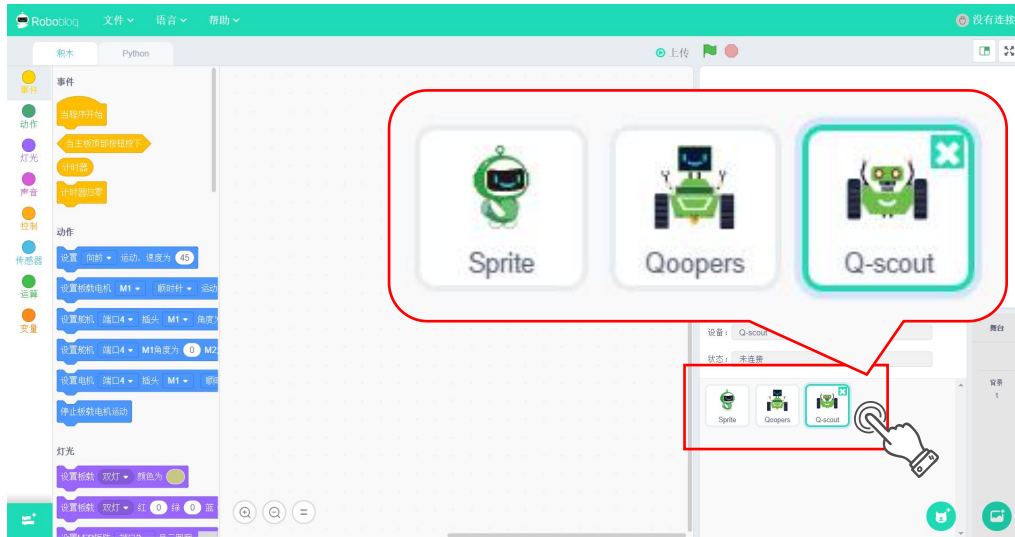 Robobloq 文件 语言 帮助 没有连接
积木 Python 上传
事件
事件
当程序开始
当主板顶部按钮按下
计时器
计时器归零
动作
灯光
声音
控制
传感器
运算
变量
动作
设置 向前 运动，速度为 45
设置板载电机 M1 顺时针 运动
设置舵机 端口4 插头 M1 角度
设置舵机 端口4 M1角度为 0 M2
设置电机 端口4 插头 M1 顺时
停止板载电机运动
灯光
设置板载 双灯 颜色为
设置板载 双灯 红 0 绿 0 蓝
Sprite Qoopers Q-scout
设备： Q-scout
状态： 未连接
Sprite Qoopers Q-scout
舞台
背景
1